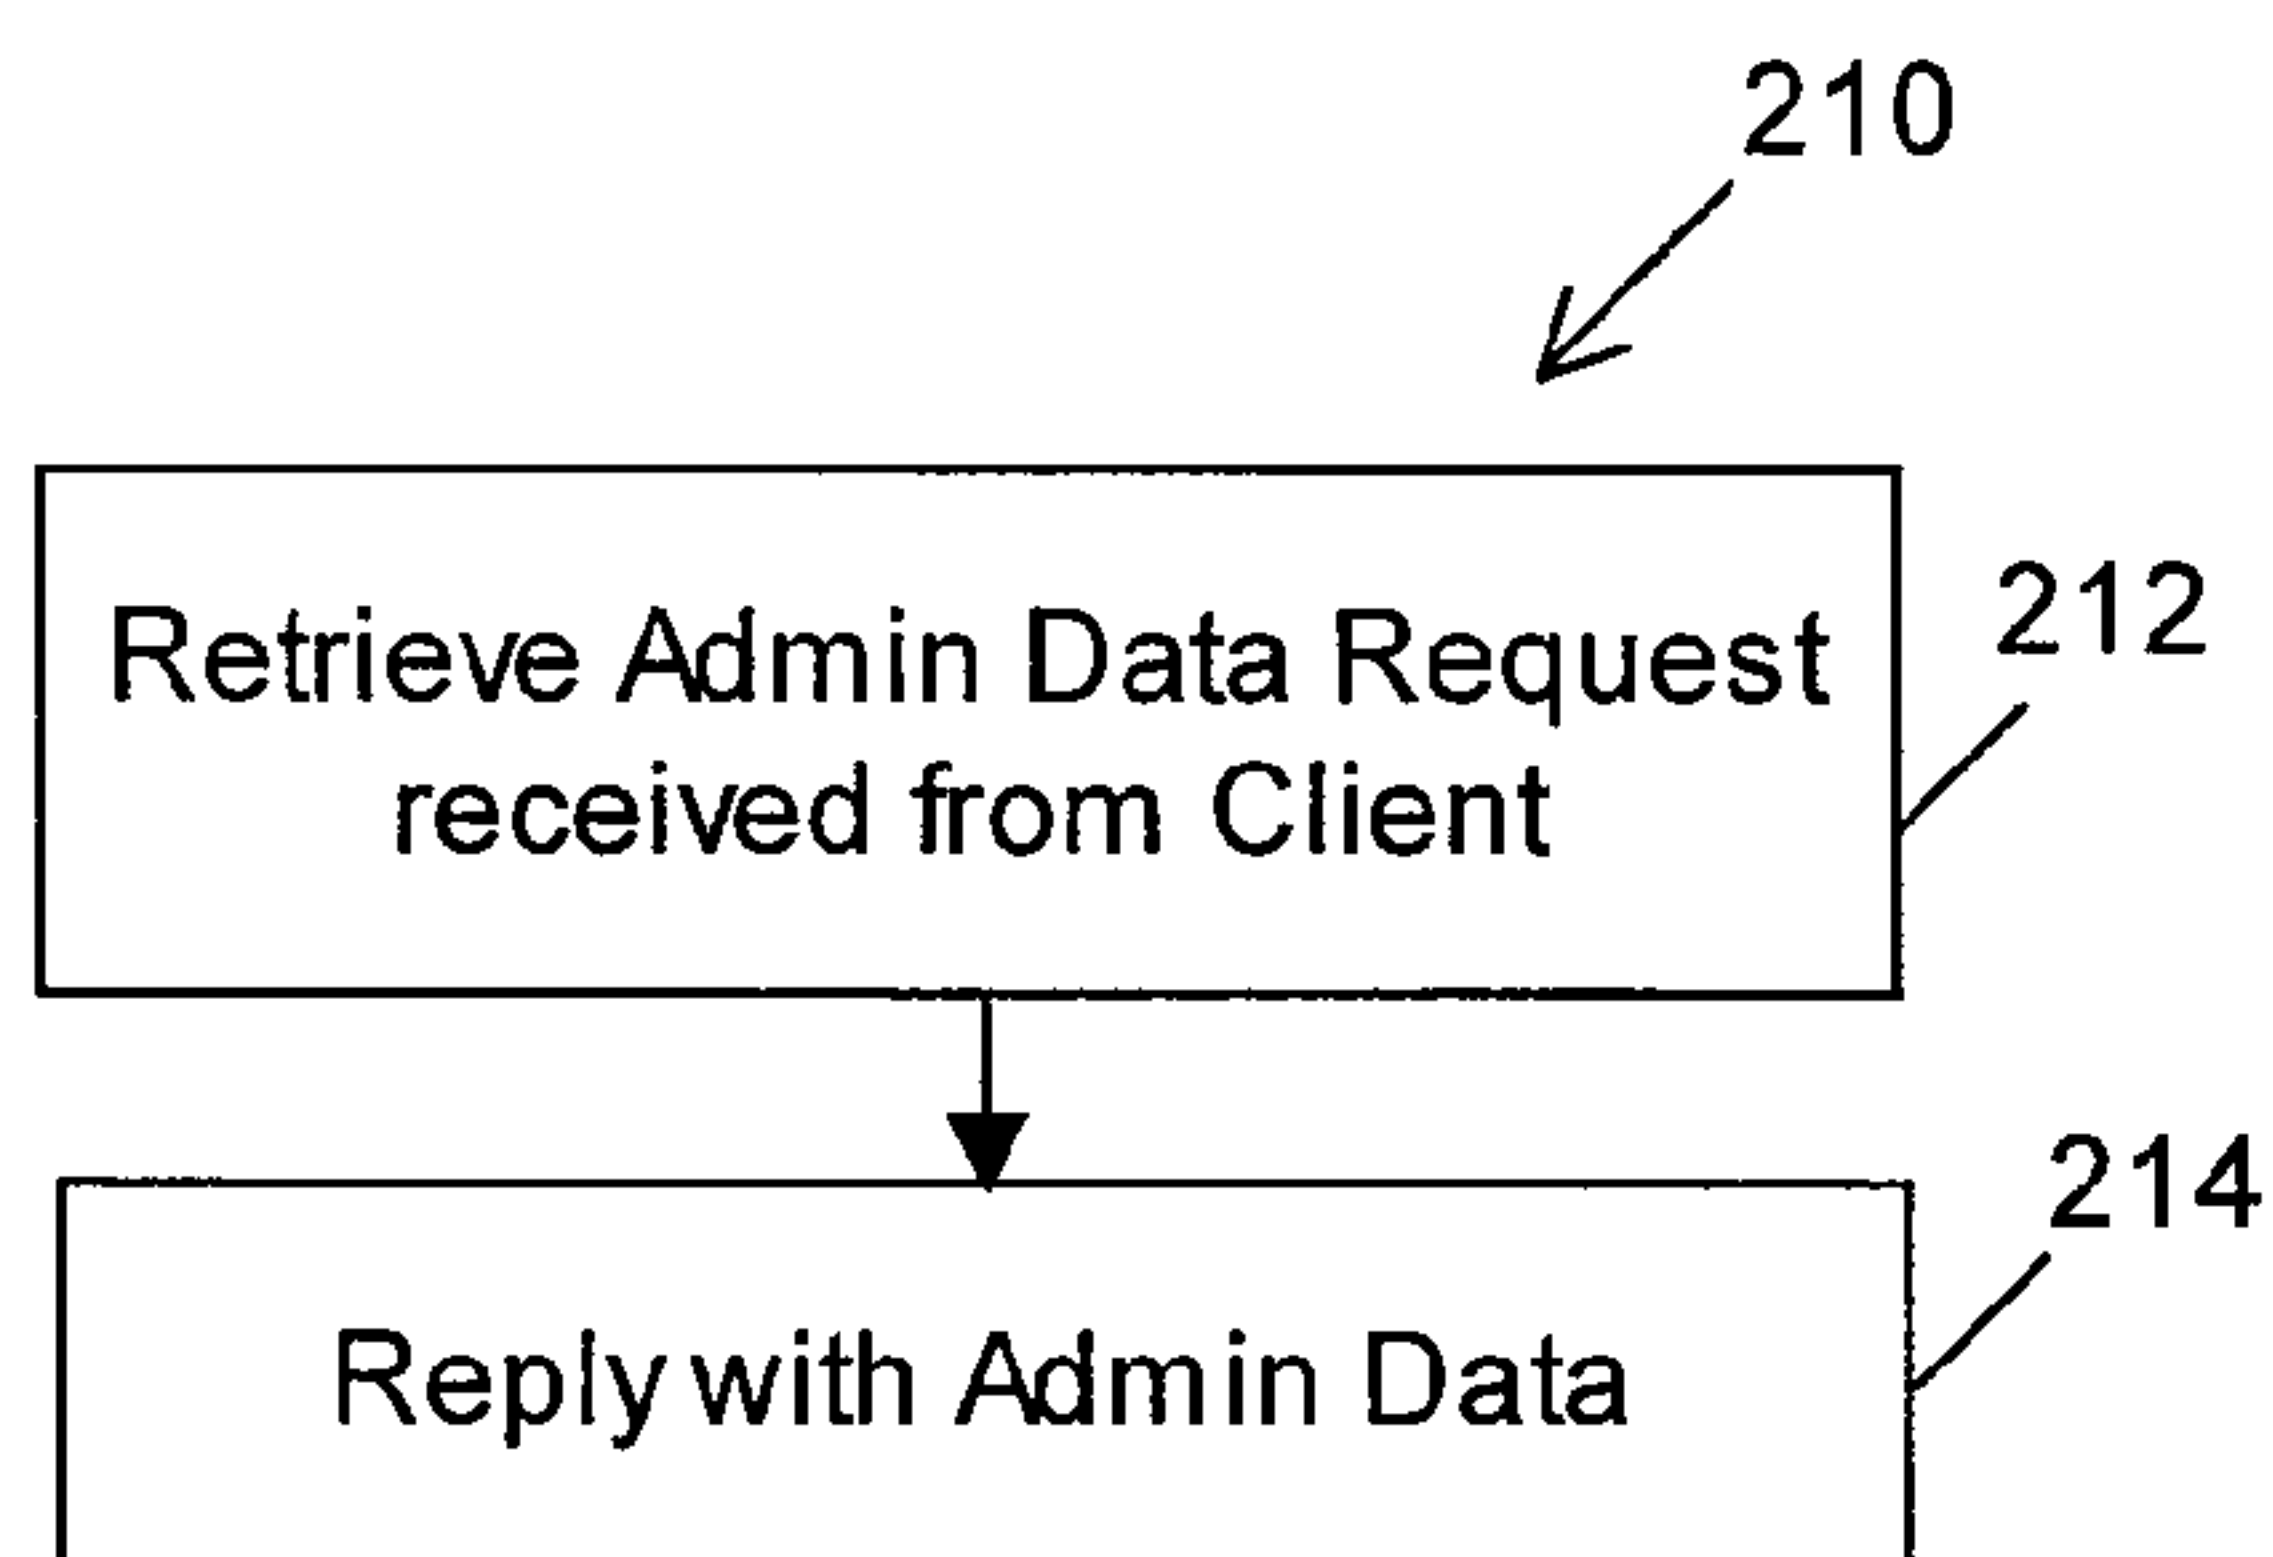 210
Retrieve Admin Data Request
received from Client
212
214
Reply with Admin Data